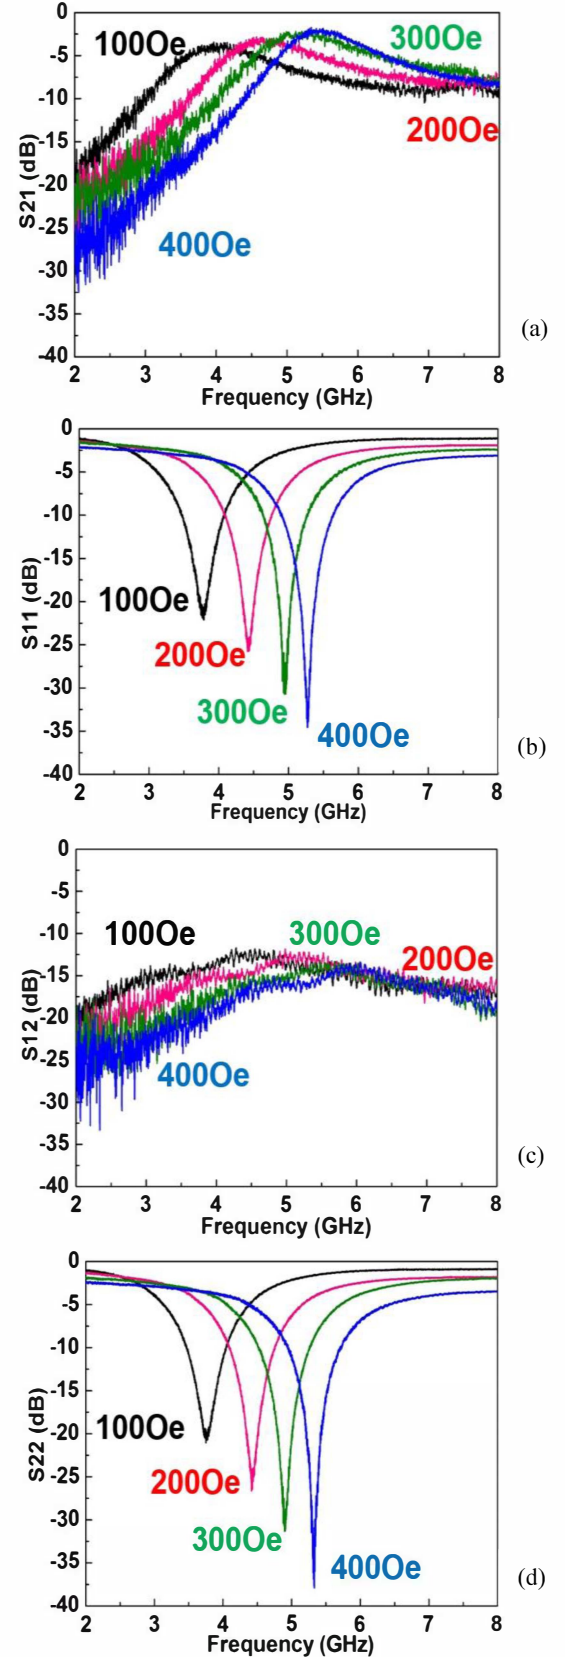 0
-5
-10
-15
-20
-25
-30
-35
-40
S21 (dB)
100Oe
300Oe
200Oe
400Oe
2 3 4 5 6 7 8
Frequency (GHz)
(a)
0
-5
-10
-15
-20
-25
-30
-35
-40
S11 (dB)
100Oe
200Oe
300Oe
400Oe
2 3 4 5 6 7 8
Frequency (GHz)
(b)
0
-5
-10
-15
-20
-25
-30
-35
-40
S12 (dB)
100Oe
300Oe
200Oe
400Oe
2 3 4 5 6 7 8
Frequency (GHz)
(c)
0
-5
-10
-15
-20
-25
-30
-35
-40
S22 (dB)
100Oe
200Oe
300Oe
400Oe
2 3 4 5 6 7 8
Frequency (GHz)
(d)